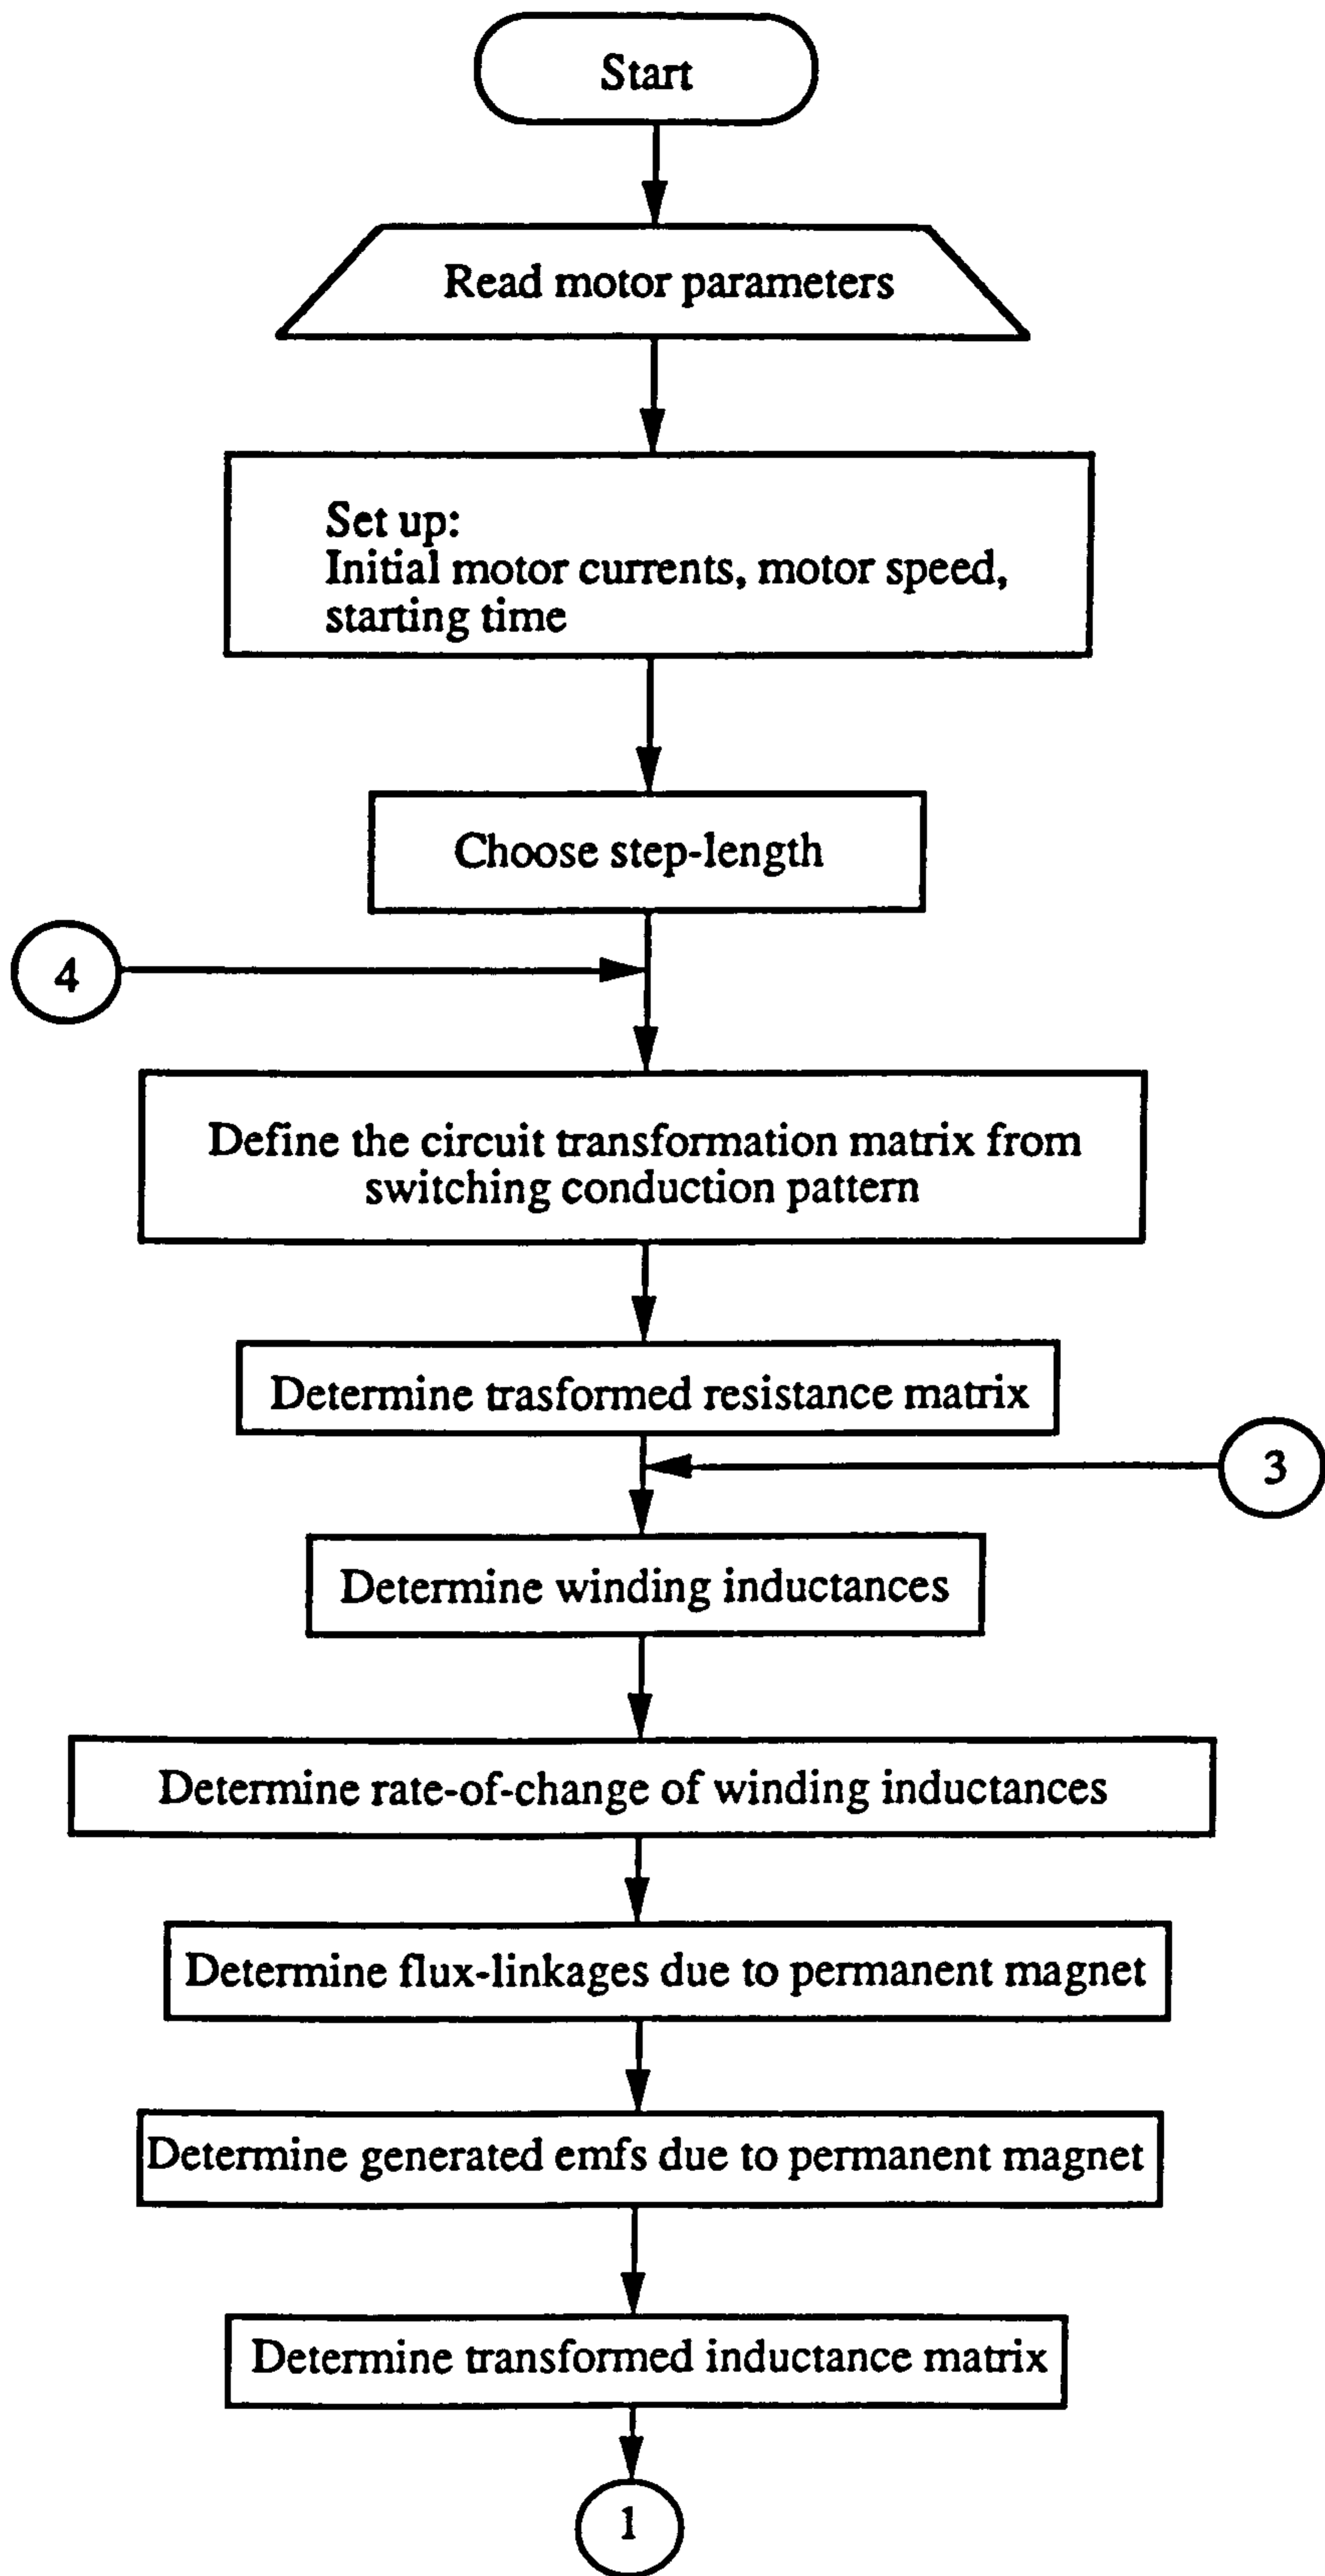 Start
Read motor parameters
Set up:
Initial motor currents, motor speed,
starting time
Choose step-length
4
Define the circuit transformation matrix from
switching conduction pattern
Determine trasformed resistance matrix
3
Determine winding inductances
Determine rate-of-change of winding inductances
Determine flux-linkages due to permanent magnet
Determine generated emfs due to permanent magnet
Determine transformed inductance matrix
1